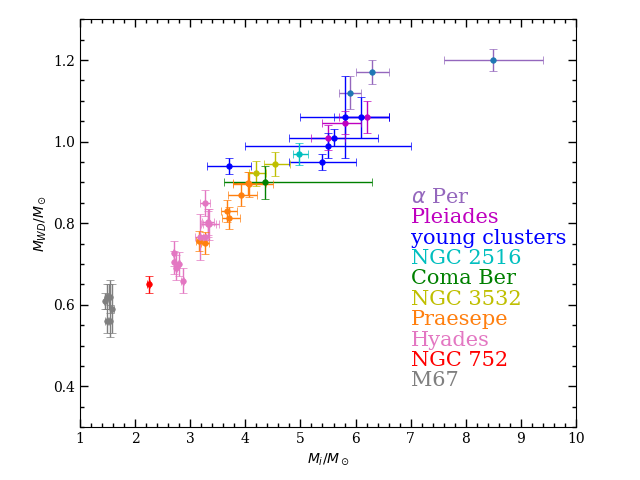 1.2
1.0
0.8
0.6
0.4
M_{WD}/M_⊙
α Per
Pleiades
young clusters
NGC 2516
Coma Ber
NGC 3532
Praesepe
Hyades
NGC 752
M67
1 2 3 4 5 6 7 8 9 10
M_i/M_⊙